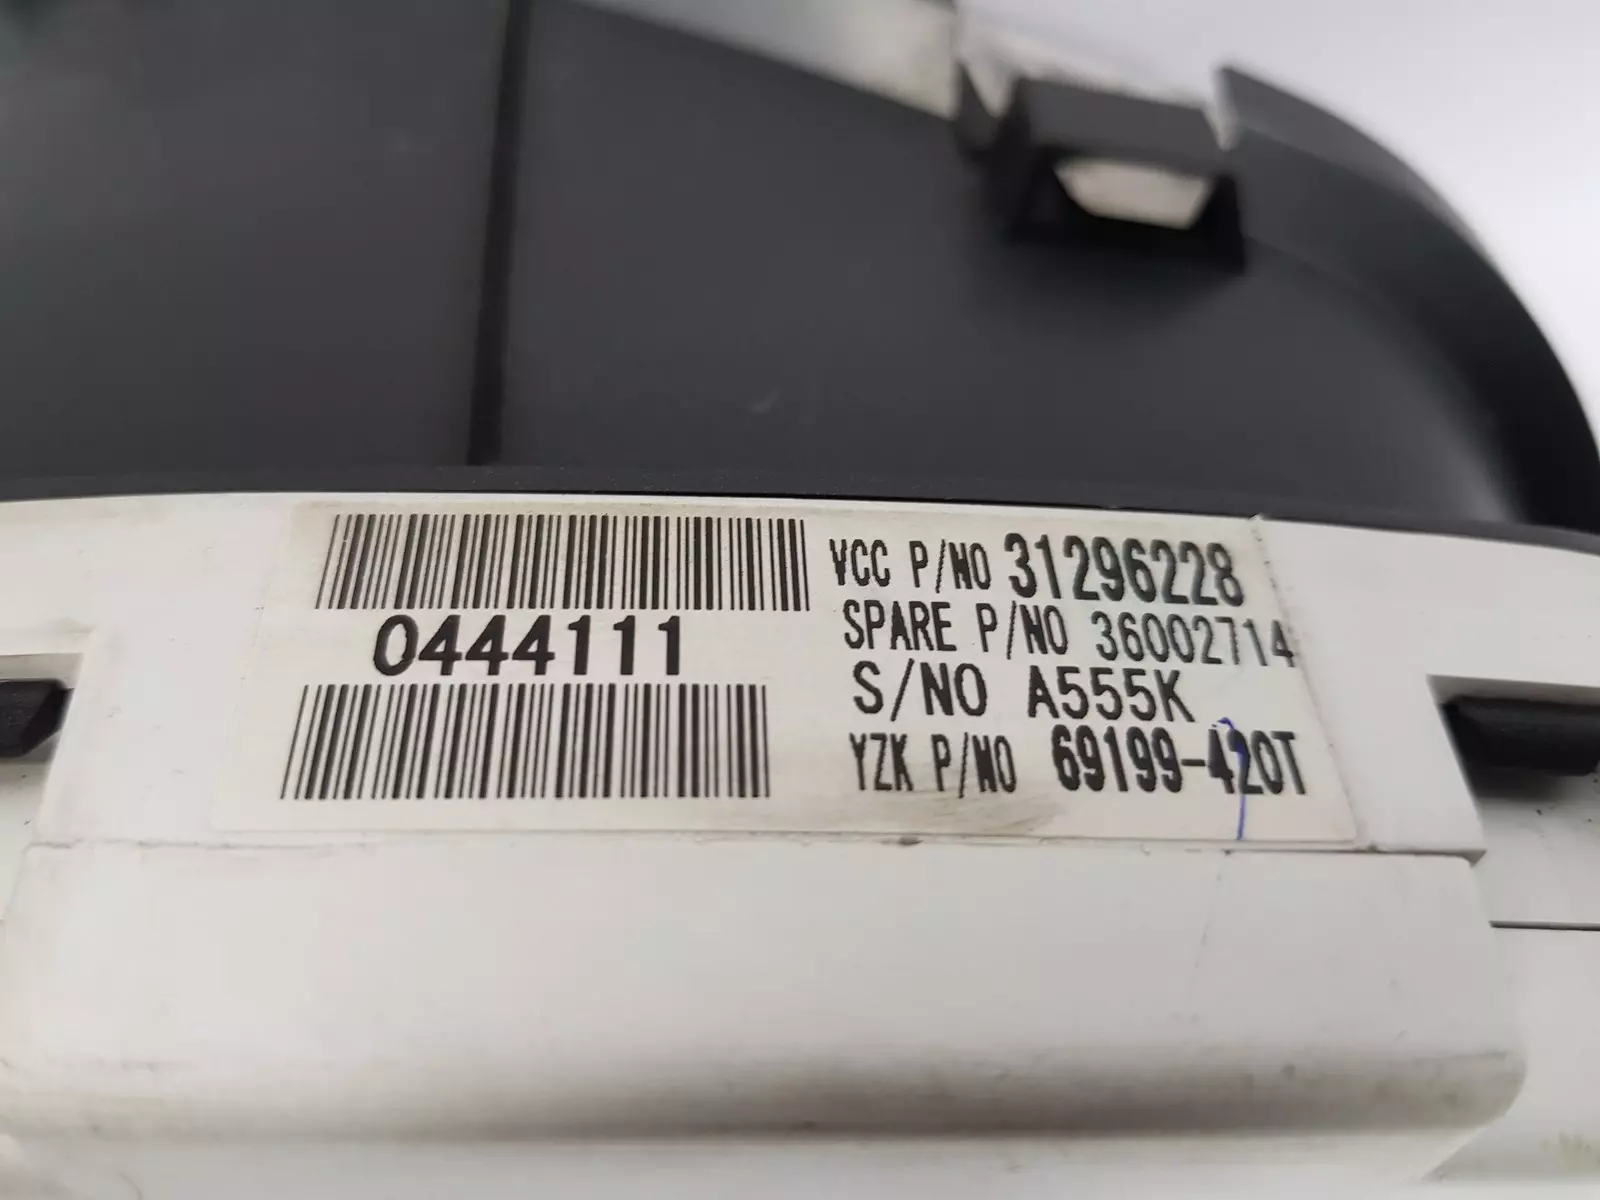 VCC P/NO 31296228
0444111
SPARE P/NO 36002714
S/NO A555K
YZK P/NO 69199-420T